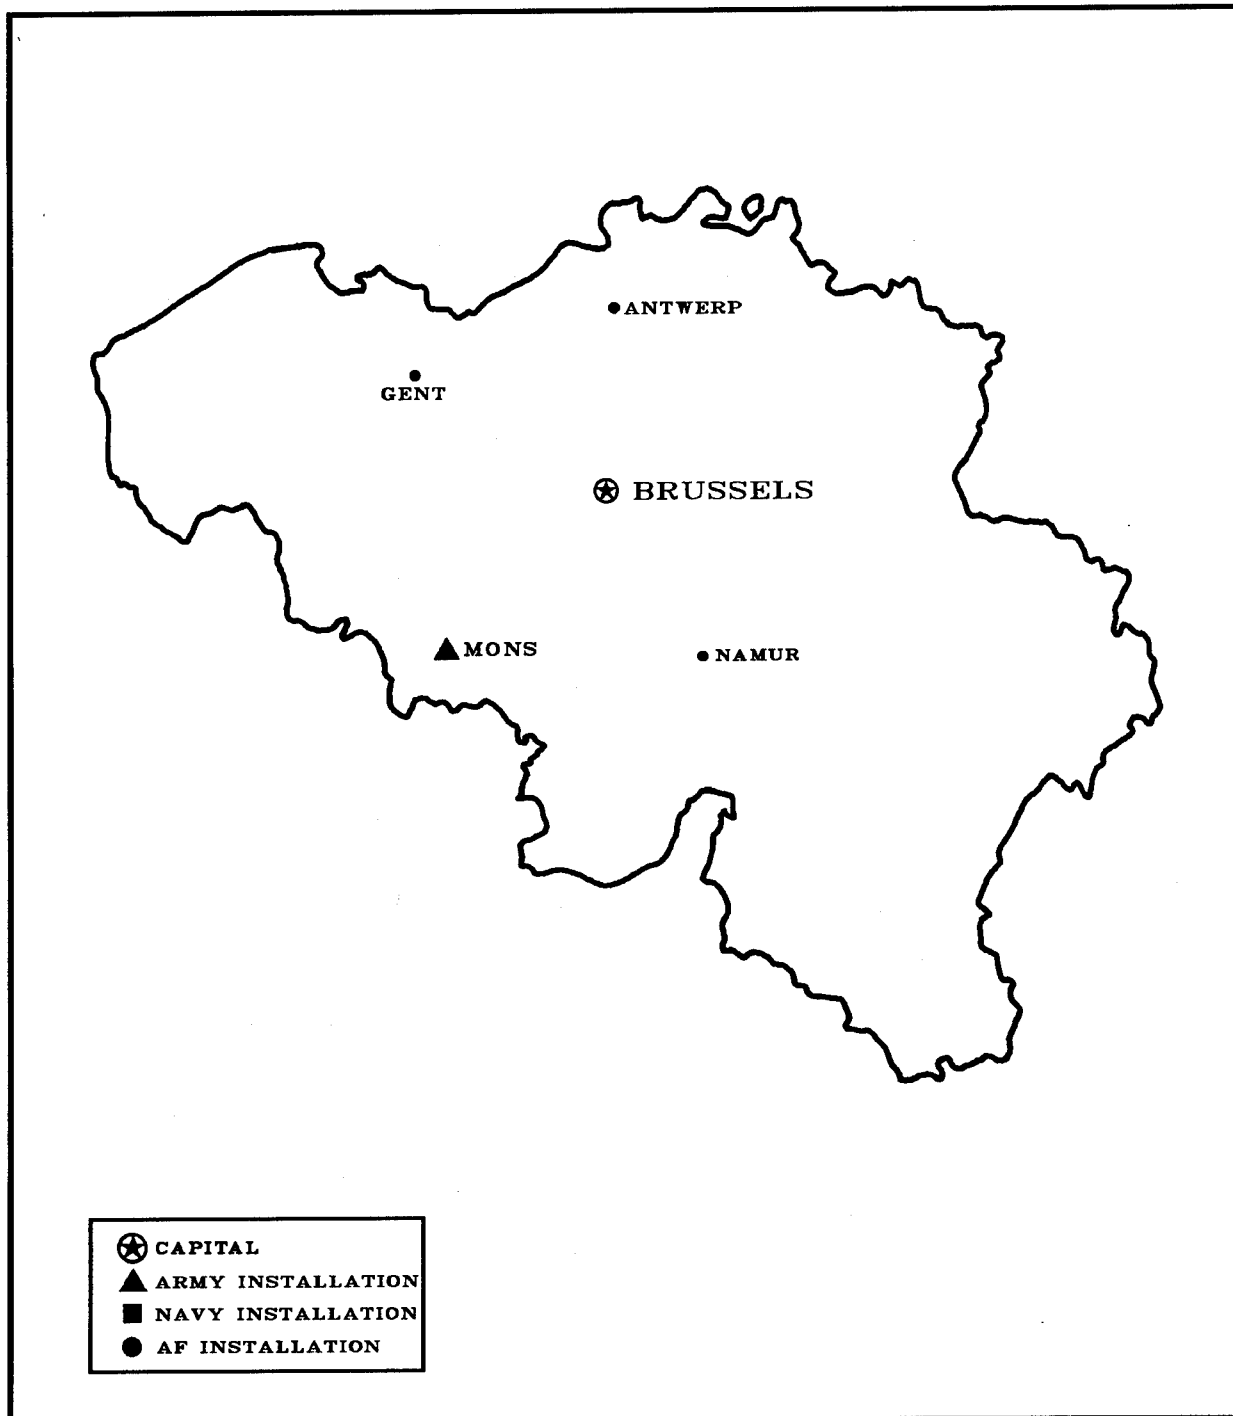 ANTWERP
GENT
BRUSSELS
MONS
NAMUR
CAPITAL
ARMY INSTALLATION
NAVY INSTALLATION
AF INSTALLATION